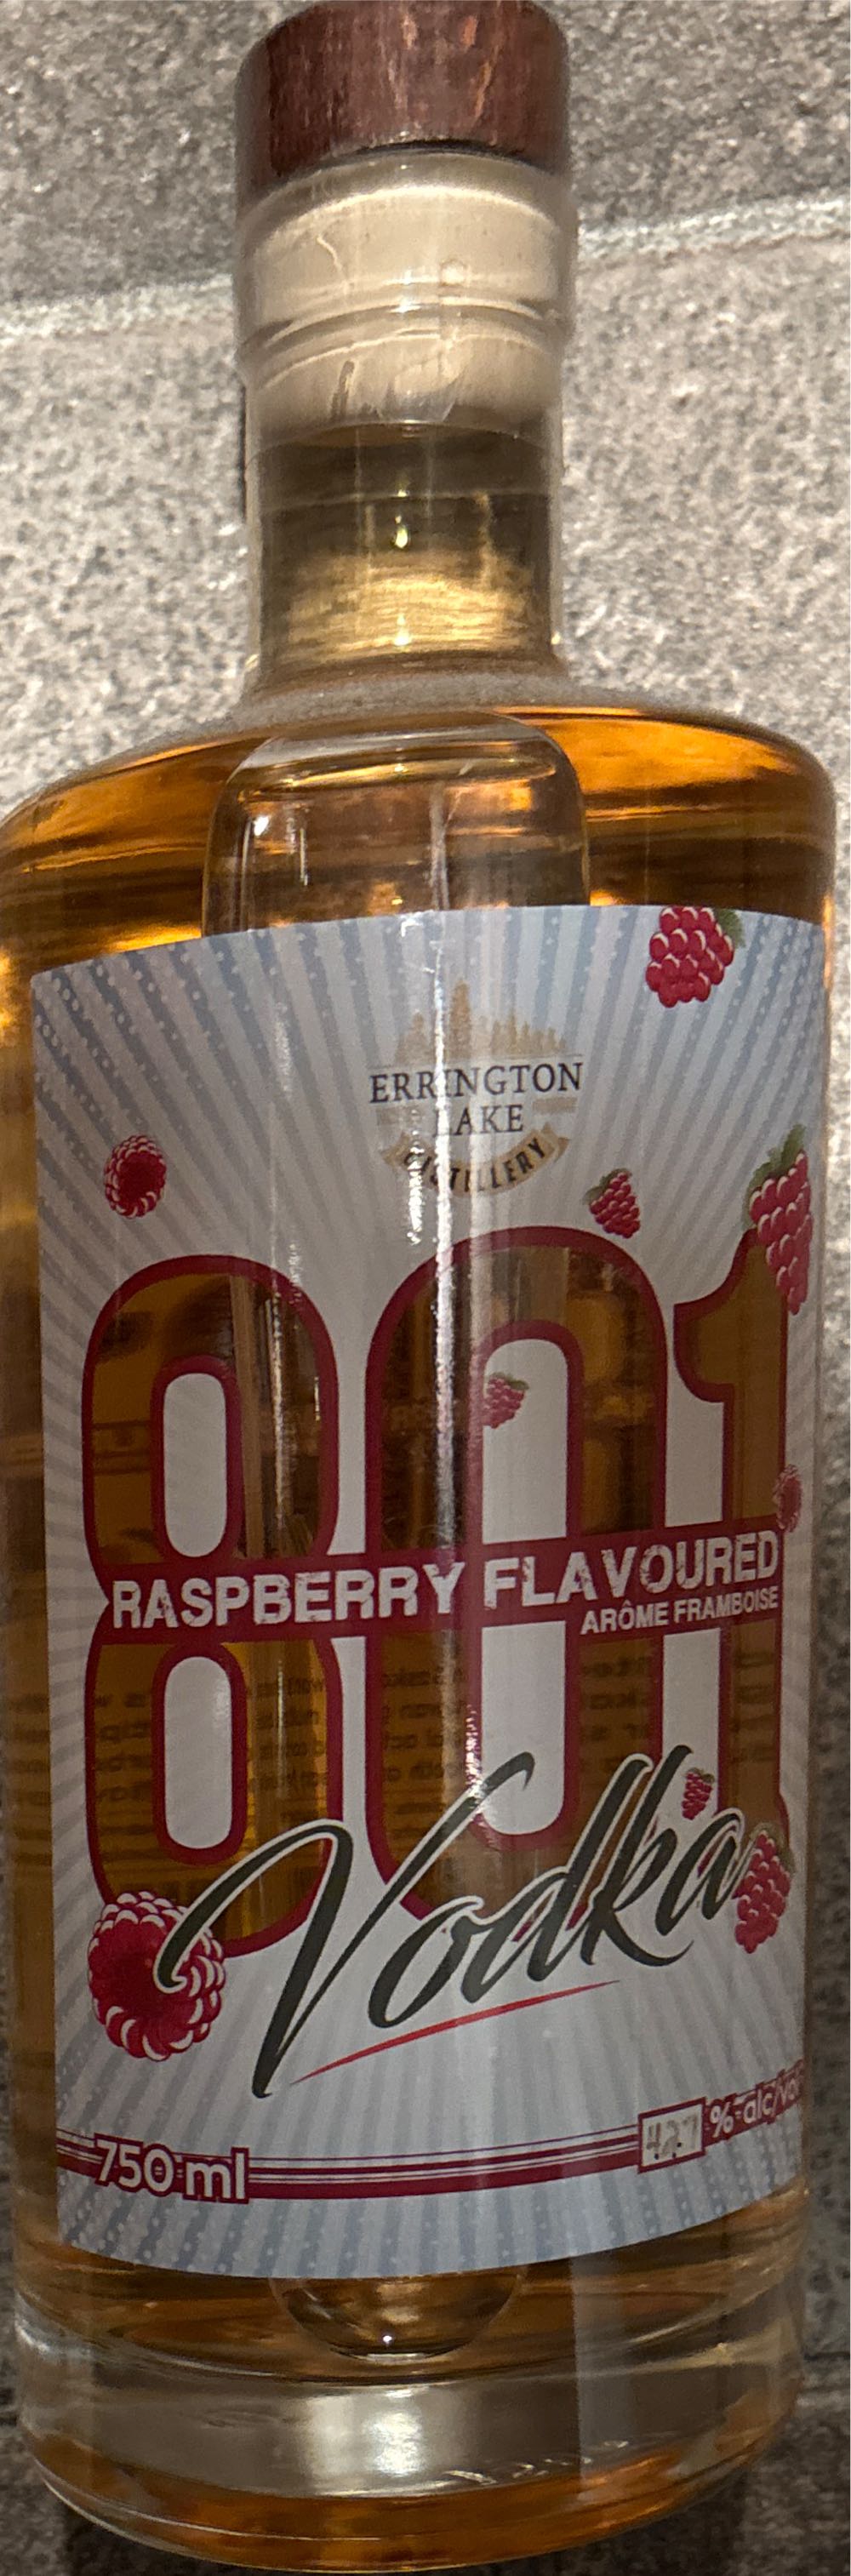 ERRINGTON
LAKE
DISTILLERY
801
RASPBERRY FLAVOURED
ARÔME FRAMBOISE
Vodka
750 ml
42.7 % alc/vol